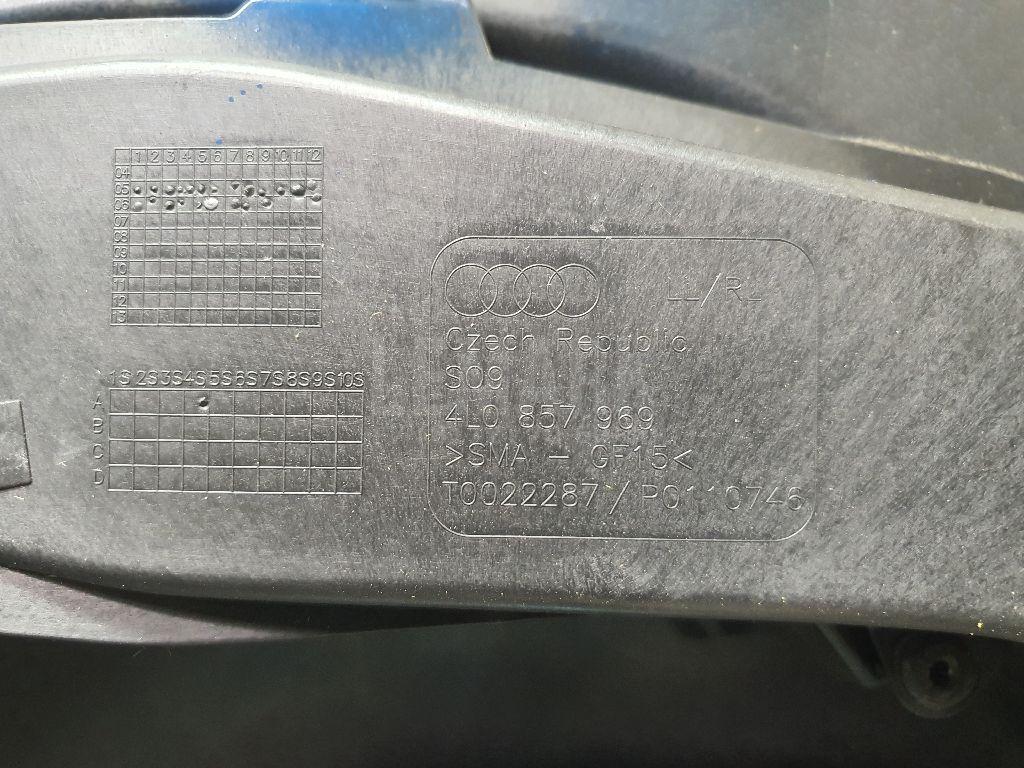 1 2 3 4 5 6 7 8 9 10 11 12
04
05
06
07
08
09
10
11
12
13
1S 2S 3S 4S 5S 6S 7S 8S 9S 10S
A
B
C
D
LL/RL
Czech Republic
S09
4L0 857 969
>SMA - GF15<
T0022287 / P0110746